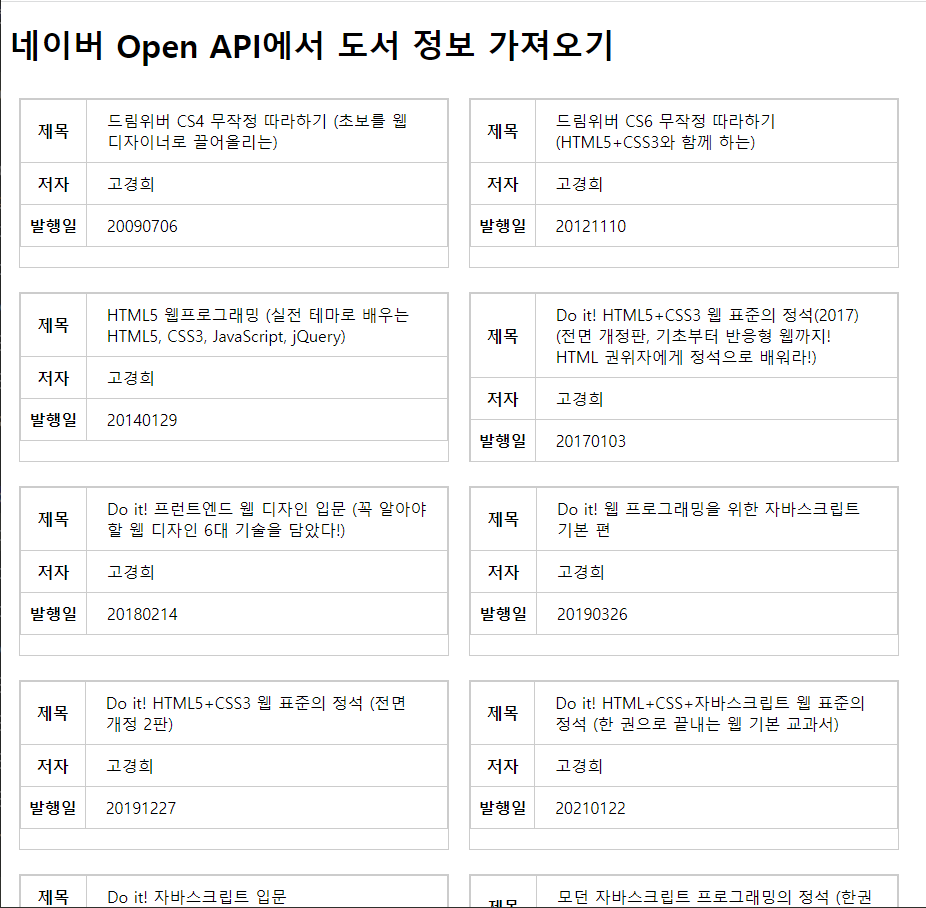 네이버 Open API에서 도서 정보 가져오기
제목
드림위버 CS4 무작정 따라하기 (초보를 웹
디자이너로 끌어올리는)
저자
고경희
발행일
20090706
제목
드림위버 CS6 무작정 따라하기
(HTML5+CSS3와 함께 하는)
저자
고경희
발행일
20121110
제목
HTML5 웹프로그래밍 (실전 테마로 배우는
HTML5, CSS3, JavaScript, jQuery)
저자
고경희
발행일
20140129
제목
Do it! HTML5+CSS3 웹 표준의 정석(2017)
(전면 개정판, 기초부터 반응형 웹까지!
HTML 권위자에게 정석으로 배워라!)
저자
고경희
발행일
20170103
제목
Do it! 프런트엔드 웹 디자인 입문 (꼭 알아야
할 웹 디자인 6대 기술을 담았다!)
저자
고경희
발행일
20180214
제목
Do it! 웹 프로그래밍을 위한 자바스크립트
기본 편
저자
고경희
발행일
20190326
제목
Do it! HTML5+CSS3 웹 표준의 정석 (전면
개정 2판)
저자
고경희
발행일
20191227
제목
Do it! HTML+CSS+자바스크립트 웹 표준의
정석 (한 권으로 끝내는 웹 기본 교과서)
저자
고경희
발행일
20210122
제목
Do it! 자바스크립트 입문
제목
모던 자바스크립트 프로그래밍의 정석 (한권